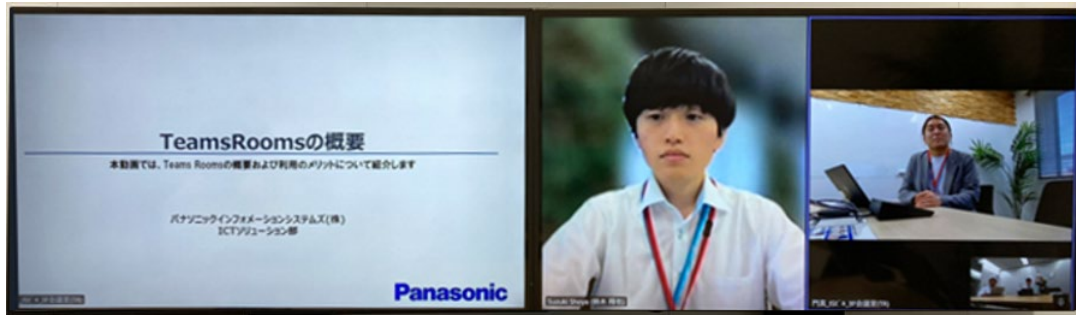 TeamsRoomsの概要
本動画では、Teams Roomsの概要および利用のメリットについて紹介します
パナソニックインフォメーションシステムズ(株)
ICTソリューション部
Panasonic
Suzuki Shoya